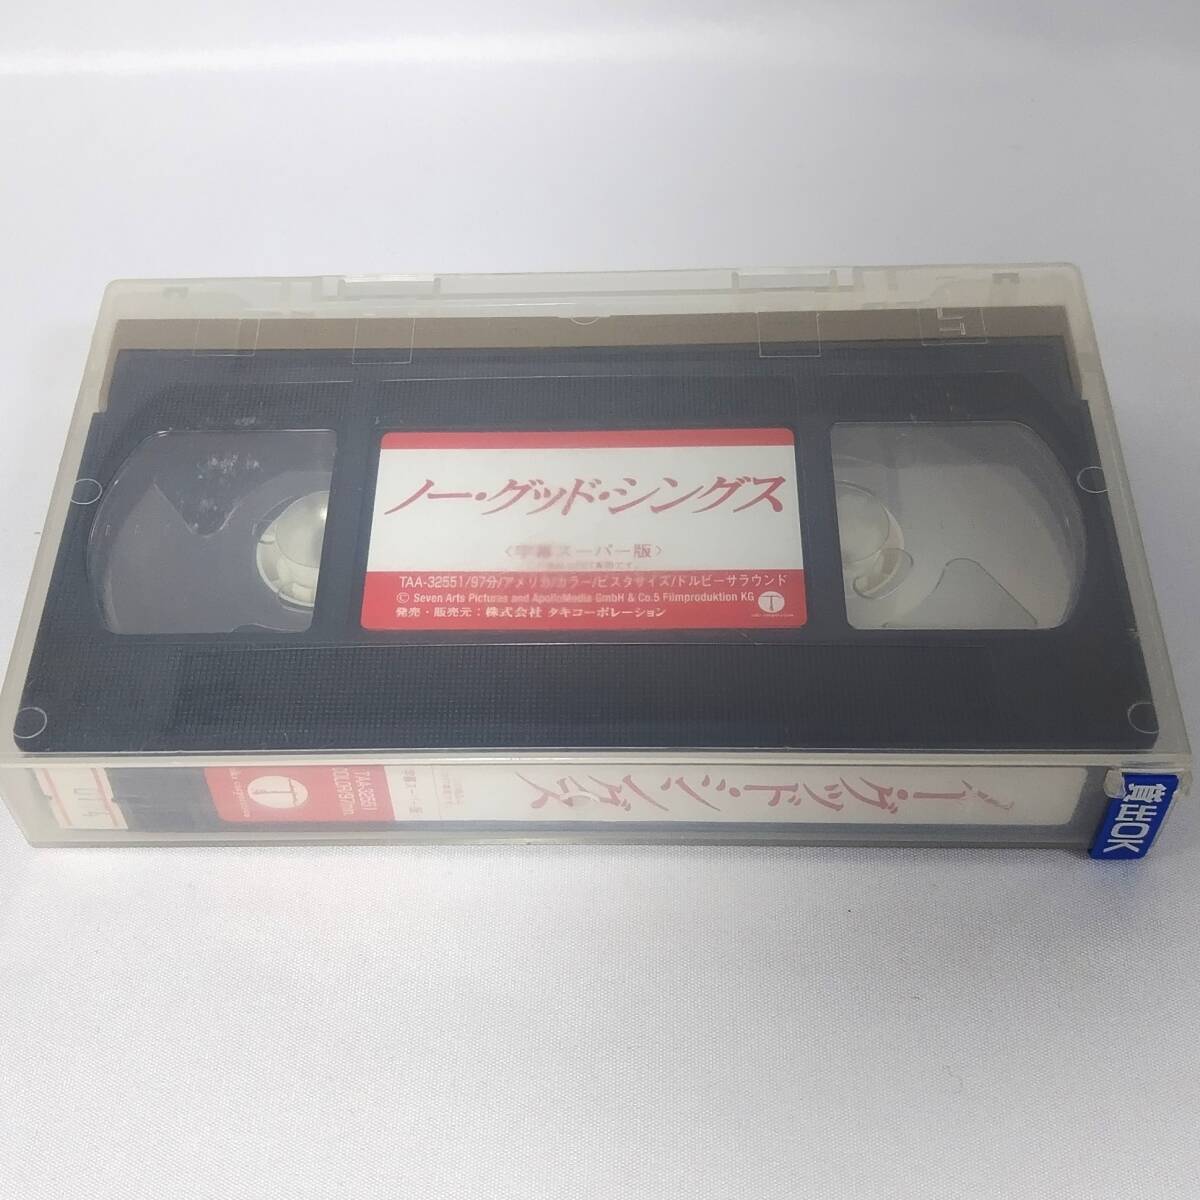 ノー・グッド・シングス
〈字幕スーパー版〉
TAA-32551/97分/アメリカ/カラー/ビスタサイズ/ドルビーサラウンド
© Seven Arts Pictures and ApolloMedia GmbH & Co.5 Filmproduktion KG
発売・販売元：株式会社 タキコーポレーション
ノー・グッド・シングス
TAA-32551
COLOR/97min
貸出OK